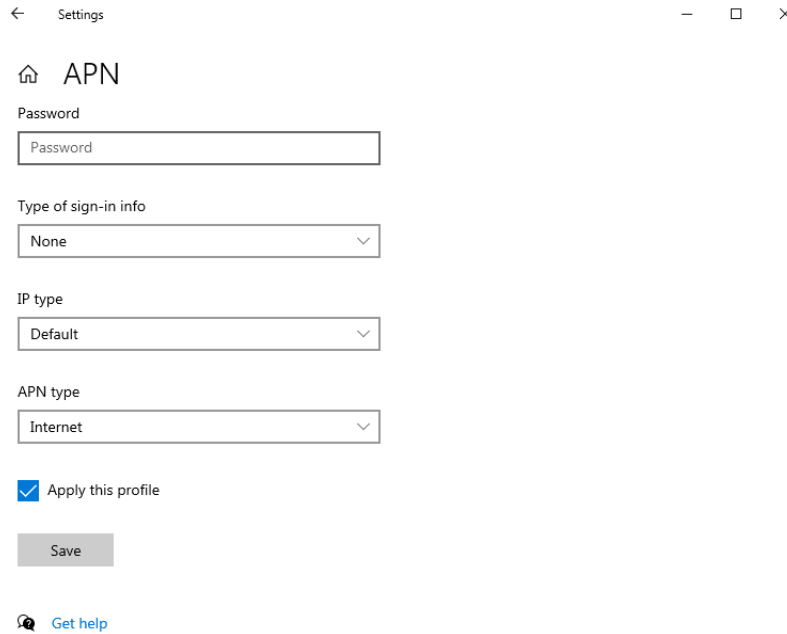 Settings
APN
Password
Password
Type of sign-in info
None
IP type
Default
APN type
Internet
Apply this profile
Save
Get help